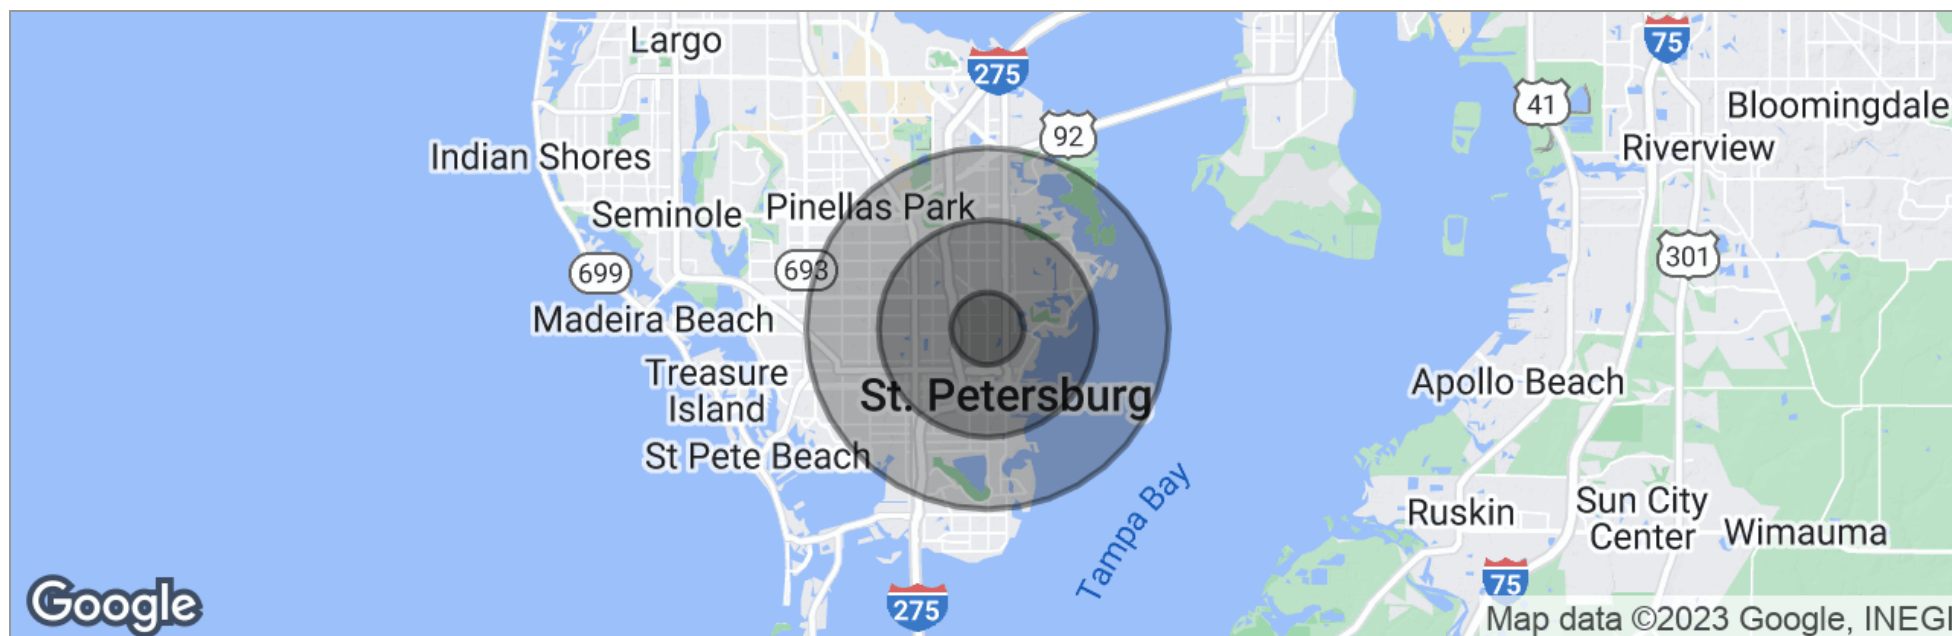 Largo
275
75
41
Bloomingdale
92
Riverview
Indian Shores
Seminole
Pinellas Park
699
693
301
Madeira Beach
Treasure
Island
St. Petersburg
Apollo Beach
St Pete Beach
Tampa Bay
Ruskin
Sun City
Center
Wimauma
75
275
Google
Map data ©2023 Google, INEGI